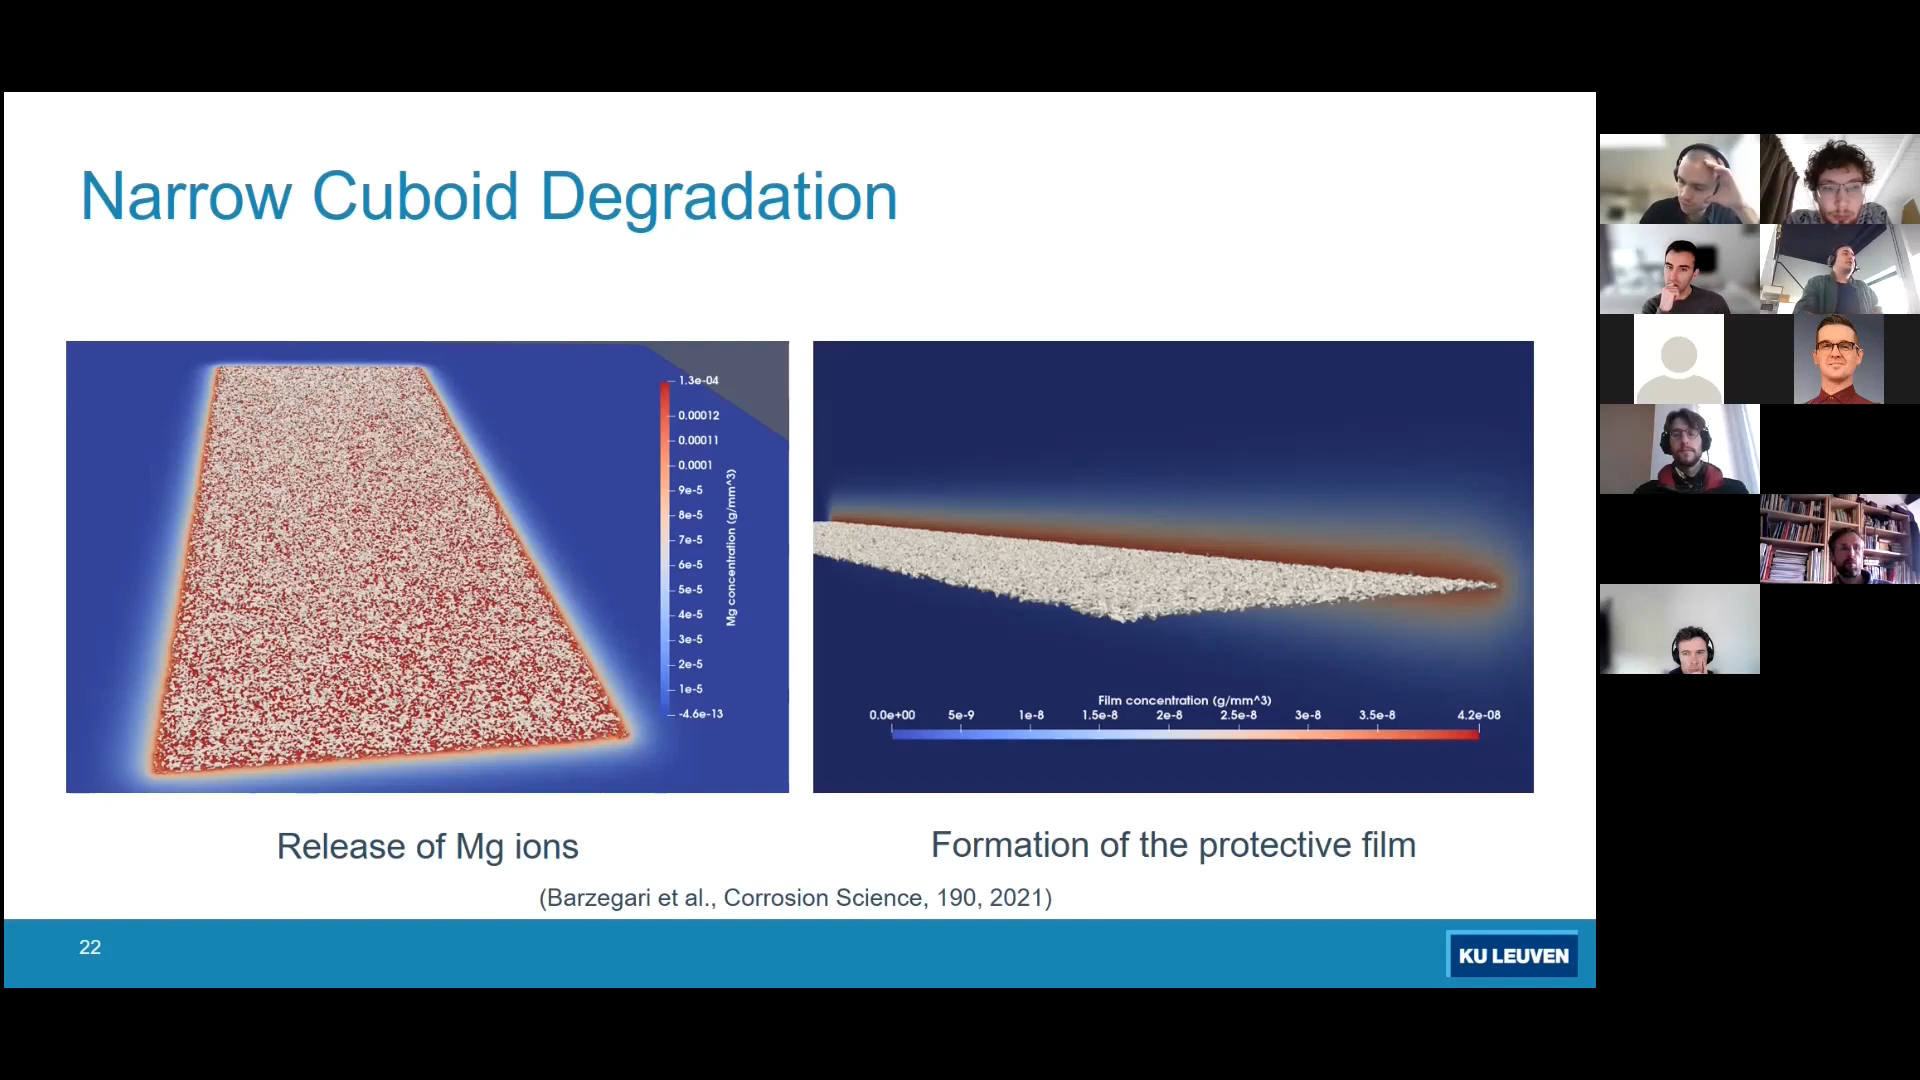 Narrow Cuboid Degradation
1.3e-04
0.00012
0.00011
0.0001
9e-5
8e-5
7e-5
6e-5
5e-5
4e-5
3e-5
2e-5
1e-5
-4.6e-13
Mg concentration (g/mm^3)
Film concentration (g/mm^3)
0.0e+00 5e-9 1e-8 1.5e-8 2e-8 2.5e-8 3e-8 3.5e-8 4.2e-08
Release of Mg ions
Formation of the protective film
(Barzegari et al., Corrosion Science, 190, 2021)
22
KU LEUVEN